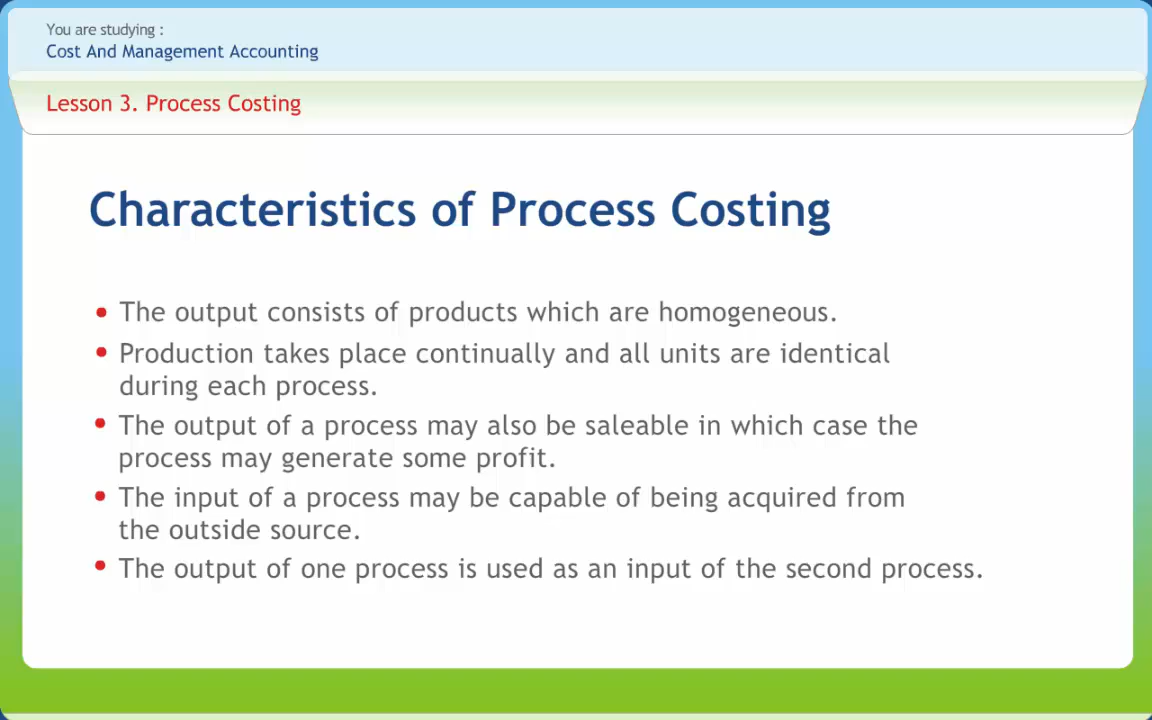 You are studying :
Cost And Management Accounting
Lesson 3. Process Costing
Characteristics of Process Costing
• The output consists of products which are homogeneous.
• Production takes place continually and all units are identical
during each process.
• The output of a process may also be saleable in which case the
process may generate some profit.
• The input of a process may be capable of being acquired from
the outside source.
• The output of one process is used as an input of the second process.